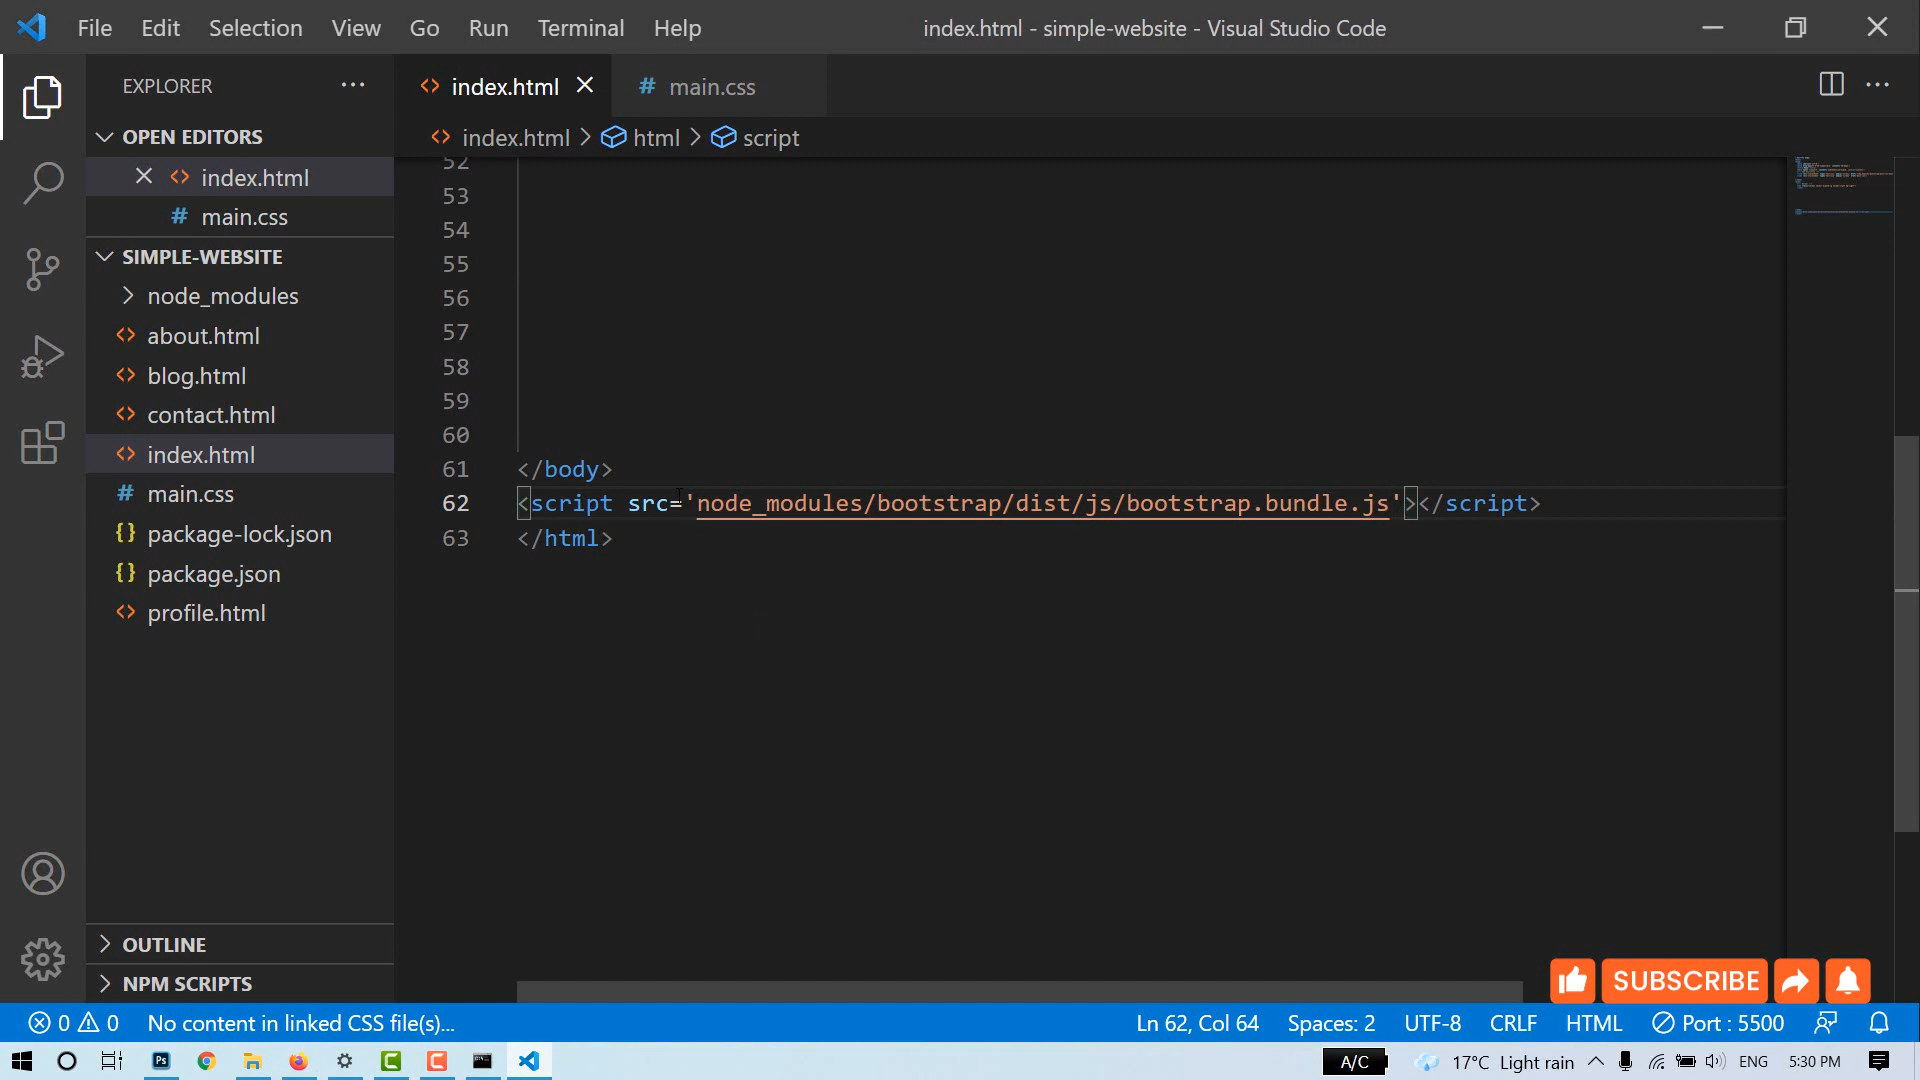 File Edit Selection View Go Run Terminal Help
index.html - simple-website - Visual Studio Code
EXPLORER
OPEN EDITORS
index.html
main.css
SIMPLE-WEBSITE
node_modules
about.html
blog.html
contact.html
index.html
main.css
package-lock.json
package.json
profile.html
OUTLINE
NPM SCRIPTS
index.html
main.css
index.html > html > script
52
53
54
55
56
57
58
59
60
61 </body>
62 <script src='node_modules/bootstrap/dist/js/bootstrap.bundle.js'></script>
63 </html>
SUBSCRIBE
0 0 No content in linked CSS file(s)... Ln 62, Col 64 Spaces: 2 UTF-8 CRLF HTML Port : 5500
Ps A/C 17°C Light rain ENG 5:30 PM